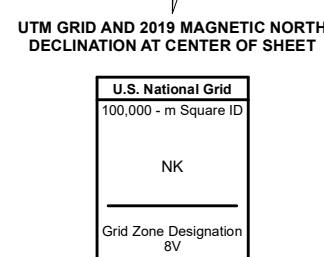 UTM GRID AND 2019 MAGNETIC NORTH
DECLINATION AT CENTER OF SHEET
U.S. National Grid
100,000 - m Square ID
NK
Grid Zone Designation
8V